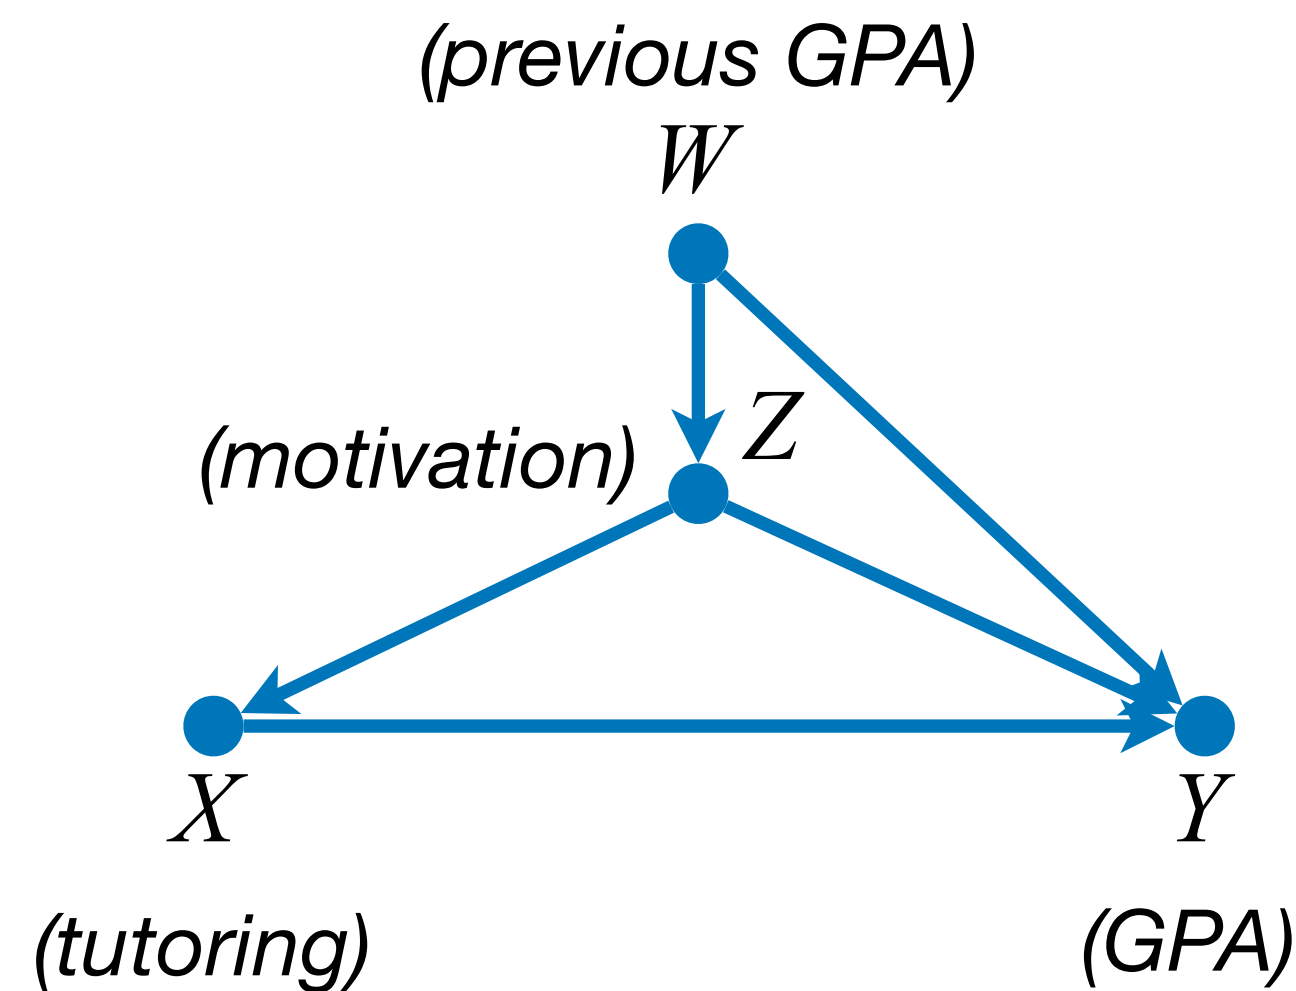 (previous GPA)
W
Z
(motivation)
X
Y
(tutoring)
(GPA)